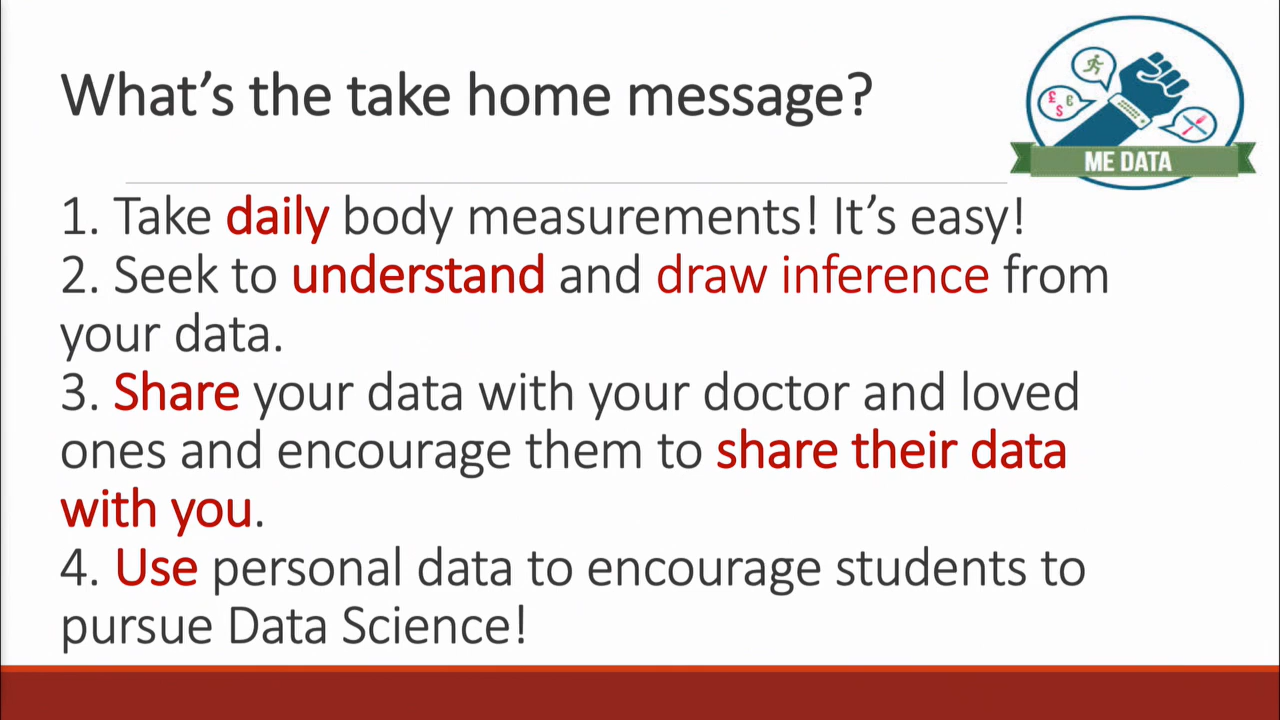 What’s the take home message?
£ €
$
ME DATA
1. Take daily body measurements! It’s easy!
2. Seek to understand and draw inference from
your data.
3. Share your data with your doctor and loved
ones and encourage them to share their data
with you.
4. Use personal data to encourage students to
pursue Data Science!